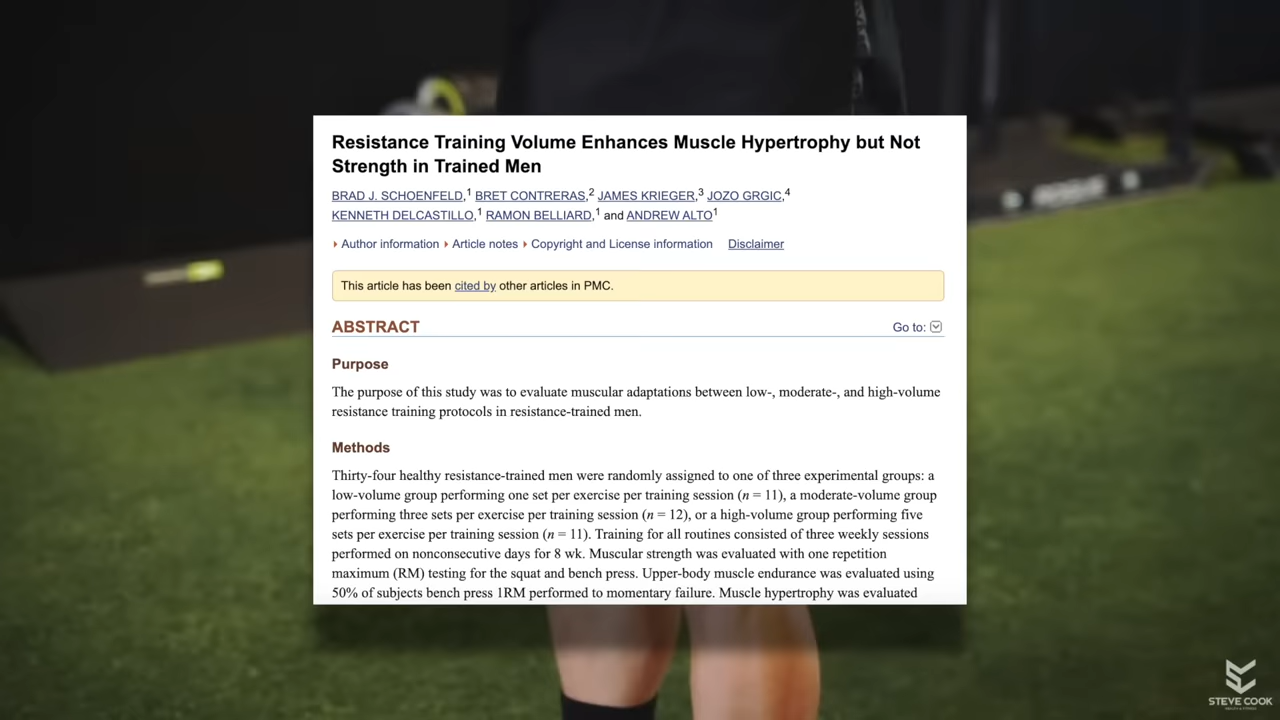 Resistance Training Volume Enhances Muscle Hypertrophy but Not
Strength in Trained Men
BRAD J. SCHOENFELD,1 BRET CONTRERAS,2 JAMES KRIEGER,3 JOZO GRGIC,4
KENNETH DELCASTILLO,1 RAMON BELLIARD,1 and ANDREW ALTO1
Author information Article notes Copyright and License information Disclaimer
This article has been cited by other articles in PMC.
ABSTRACT Go to:
Purpose
The purpose of this study was to evaluate muscular adaptations between low-, moderate-, and high-volume
resistance training protocols in resistance-trained men.
Methods
Thirty-four healthy resistance-trained men were randomly assigned to one of three experimental groups: a
low-volume group performing one set per exercise per training session (n = 11), a moderate-volume group
performing three sets per exercise per training session (n = 12), or a high-volume group performing five
sets per exercise per training session (n = 11). Training for all routines consisted of three weekly sessions
performed on nonconsecutive days for 8 wk. Muscular strength was evaluated with one repetition
maximum (RM) testing for the squat and bench press. Upper-body muscle endurance was evaluated using
50% of subjects bench press 1RM performed to momentary failure. Muscle hypertrophy was evaluated
STEVE COOK